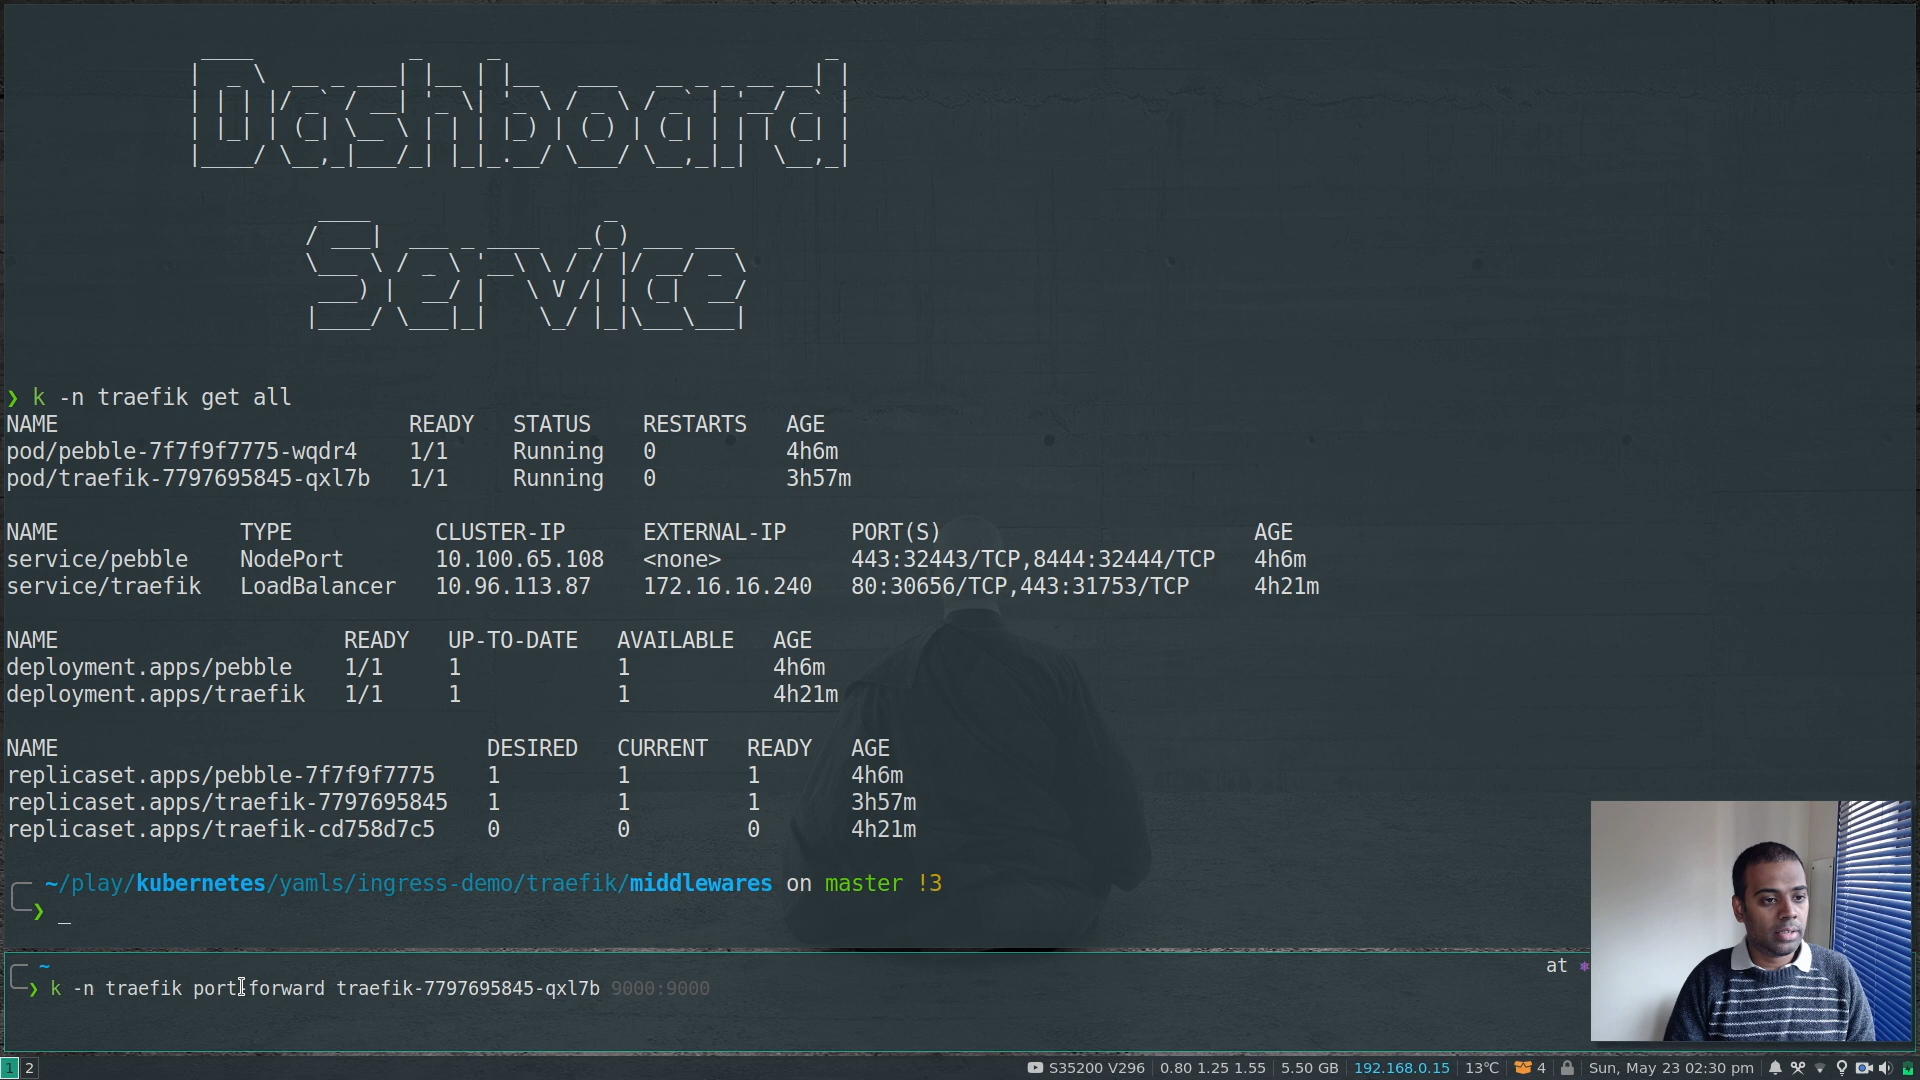 Dashboard
Service
❯ k -n traefik get all
NAME READY STATUS RESTARTS AGE
pod/pebble-7f7f9f7775-wqdr4 1/1 Running 0 4h6m
pod/traefik-7797695845-qxl7b 1/1 Running 0 3h57m
NAME TYPE CLUSTER-IP EXTERNAL-IP PORT(S) AGE
service/pebble NodePort 10.100.65.108 <none> 443:32443/TCP,8444:32444/TCP 4h6m
service/traefik LoadBalancer 10.96.113.87 172.16.16.240 80:30656/TCP,443:31753/TCP 4h21m
NAME READY UP-TO-DATE AVAILABLE AGE
deployment.apps/pebble 1/1 1 1 4h6m
deployment.apps/traefik 1/1 1 1 4h21m
NAME DESIRED CURRENT READY AGE
replicaset.apps/pebble-7f7f9f7775 1 1 1 4h6m
replicaset.apps/traefik-7797695845 1 1 1 3h57m
replicaset.apps/traefik-cd758d7c5 0 0 0 4h21m
~/play/kubernetes/yamls/ingress-demo/traefik/middlewares on master !3
❯ _
~ at
❯ k -n traefik port-forward traefik-7797695845-qxl7b 9000:9000
1 2 S35200 V296 0.80 1.25 1.55 5.50 GB 192.168.0.15 13℃ 4 Sun, May 23 02:30 pm